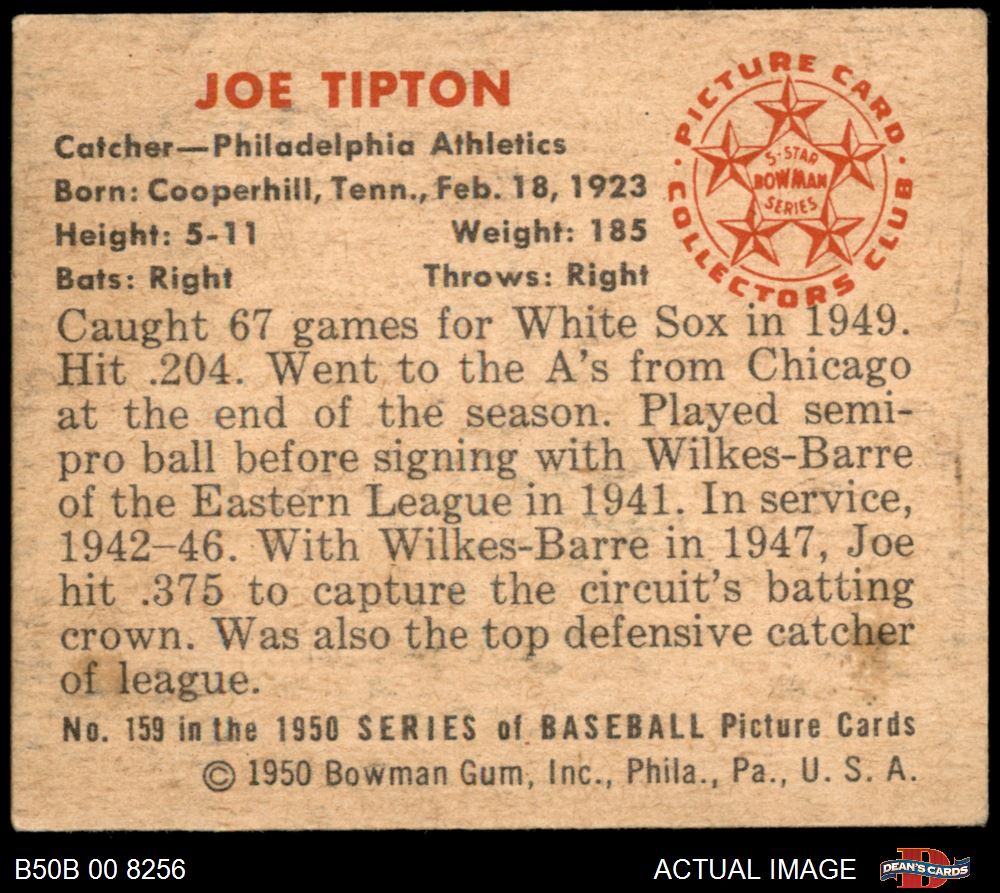 JOE TIPTON
Catcher—Philadelphia Athletics
Born: Cooperhill, Tenn., Feb. 18, 1923
Height: 5-11 Weight: 185
Bats: Right Throws: Right
· PICTURE CARD ·
COLLECTORS CLUB
5-STAR
BOWMAN
SERIES
Caught 67 games for White Sox in 1949.
Hit .204. Went to the A's from Chicago
at the end of the season. Played semi-
pro ball before signing with Wilkes-Barre
of the Eastern League in 1941. In service,
1942–46. With Wilkes-Barre in 1947, Joe
hit .375 to capture the circuit's batting
crown. Was also the top defensive catcher
of league.
No. 159 in the 1950 SERIES of BASEBALL Picture Cards
© 1950 Bowman Gum, Inc., Phila., Pa., U. S. A.
B50B 00 8256
ACTUAL IMAGE
D
DEAN'S CARDS